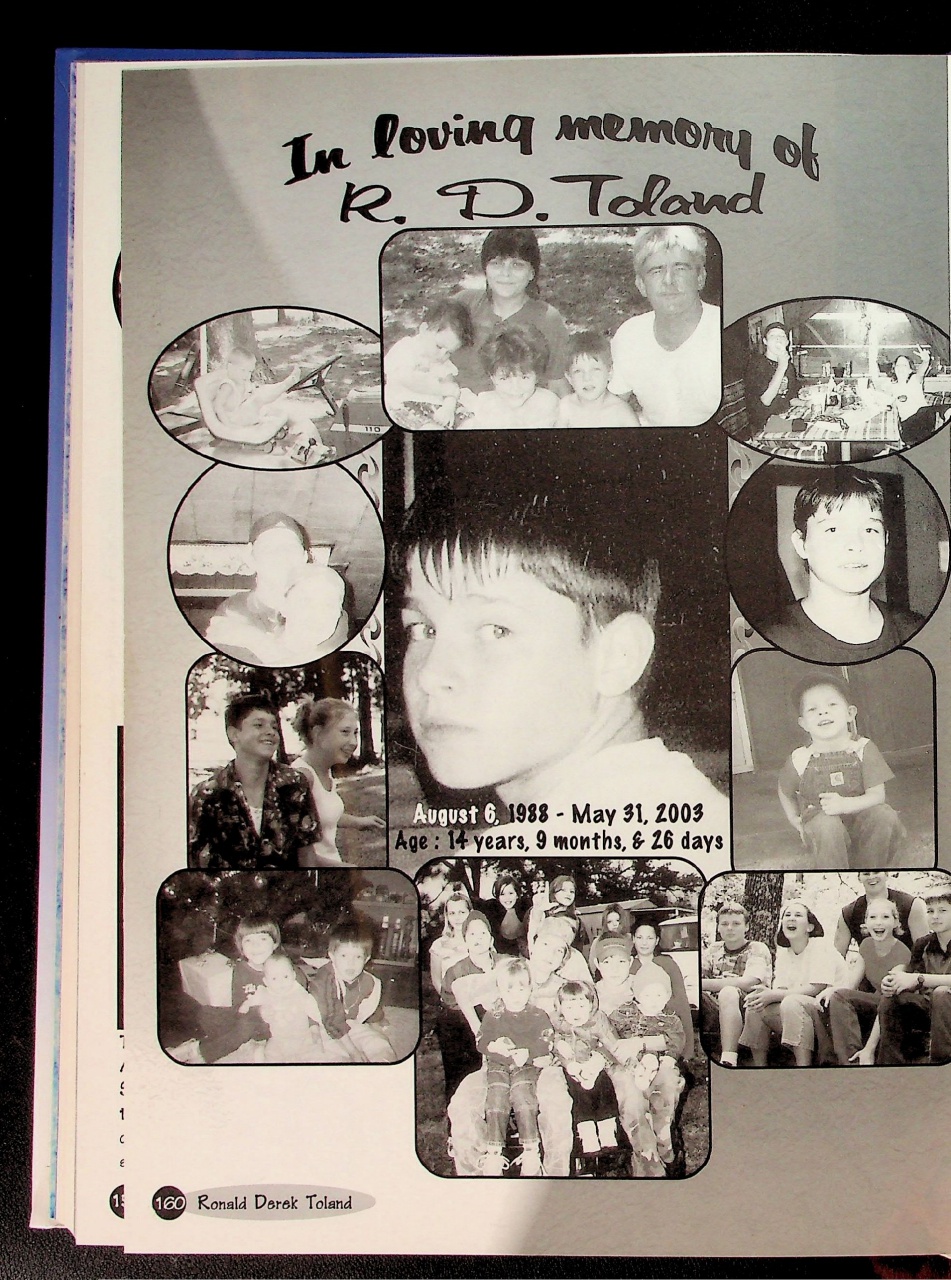 In loving memory of
R. D. Toland
110
August 6, 1988 - May 31, 2003
Age : 14 years, 9 months, & 26 days
160 Ronald Derek Toland